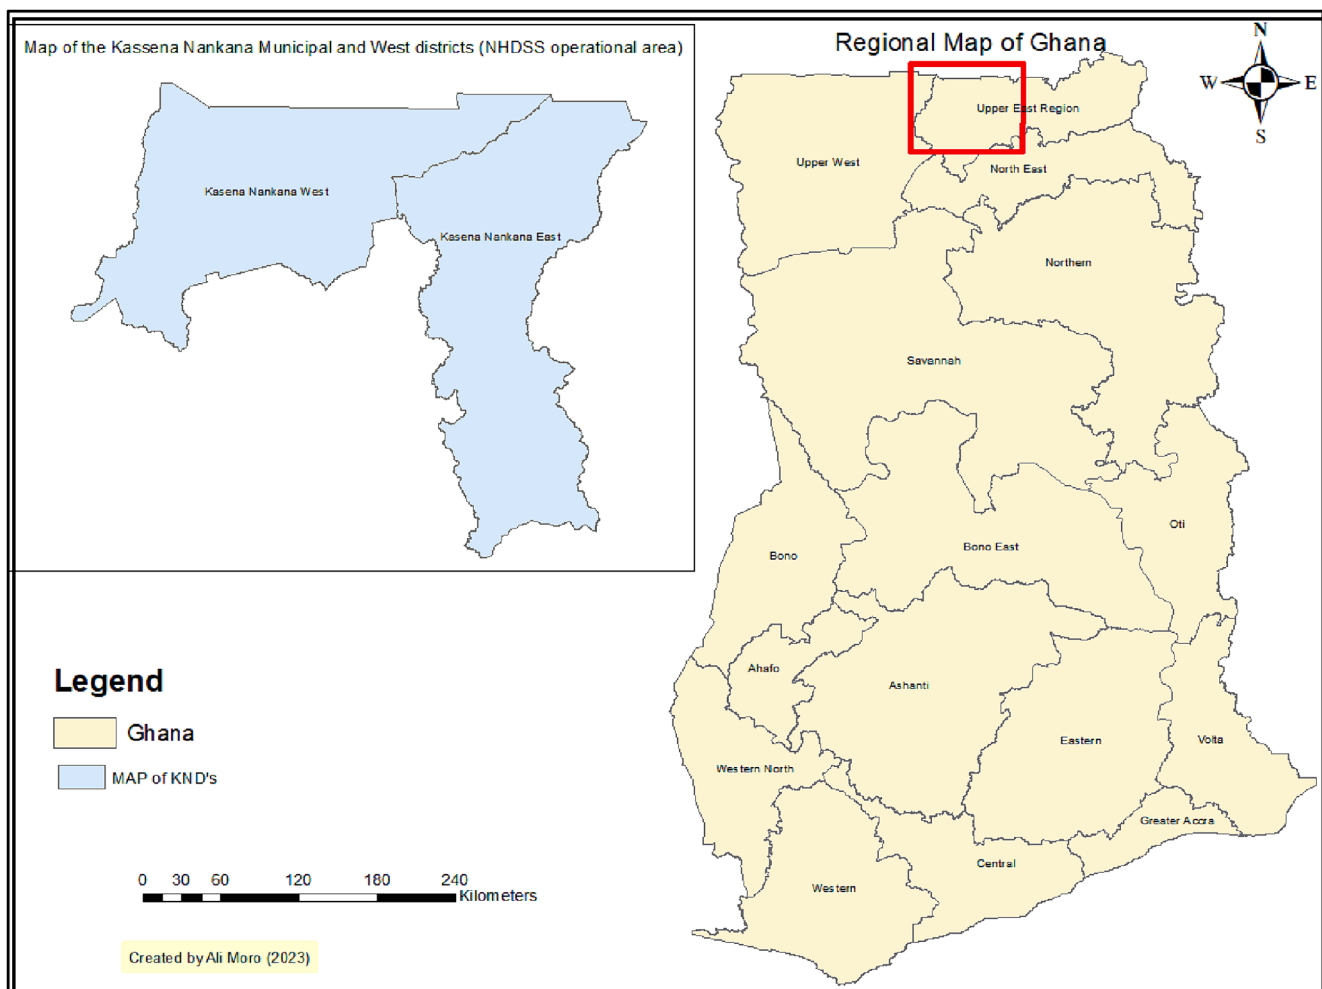 Map of the Kassena Nankana Municipal and West districts (NHDSS operational area)
Kasena Nankana West
Kasena Nankana East
Regional Map of Ghana
N
W
E
S
Upper East Region
Upper West
North East
Northern
Savannah
Oti
Bono East
Bono
Ahafo
Ashanti
Eastern
Volta
Western North
Greater Accra
Central
Western
Legend
Ghana
MAP of KND's
0 30 60 120 180 240
Kilometers
Created by Ali Moro (2023)